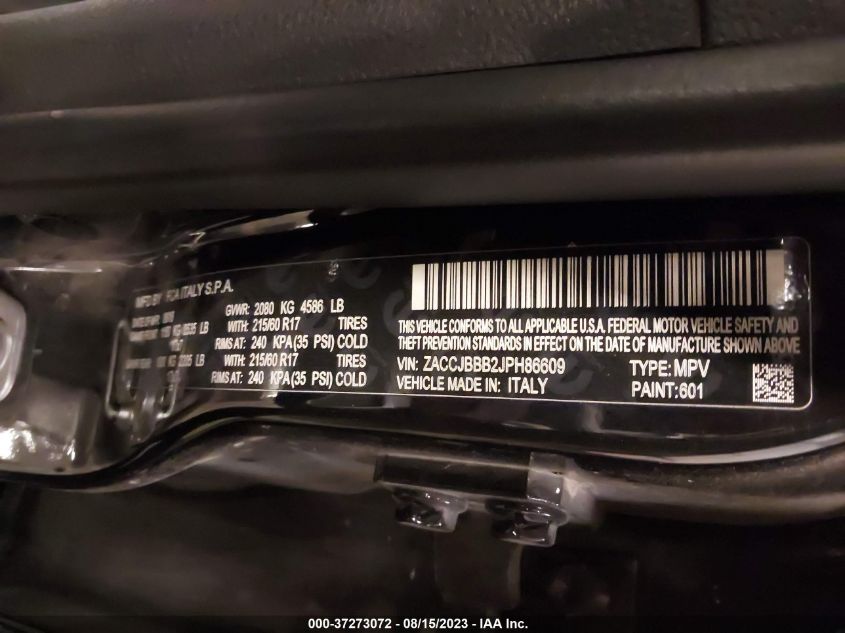 MFD BY FCA ITALY S.P.A.
GVWR: 2080 KG 4586 LB
WITH: 215/60 R17 TIRES
RIMS AT: 240 KPA (35 PSI) COLD
WITH: 215/60 R17 TIRES
RIMS AT: 240 KPA (35 PSI) COLD
THIS VEHICLE CONFORMS TO ALL APPLICABLE U.S.A. FEDERAL MOTOR VEHICLE SAFETY AND
THEFT PREVENTION STANDARDS IN EFFECT ON THE DATE OF MANUFACTURE SHOWN ABOVE
VIN: ZACCJBBB2JPH86609 TYPE: MPV
VEHICLE MADE IN: ITALY PAINT: 601
000-37273072 - 08/15/2023 - IAA Inc.